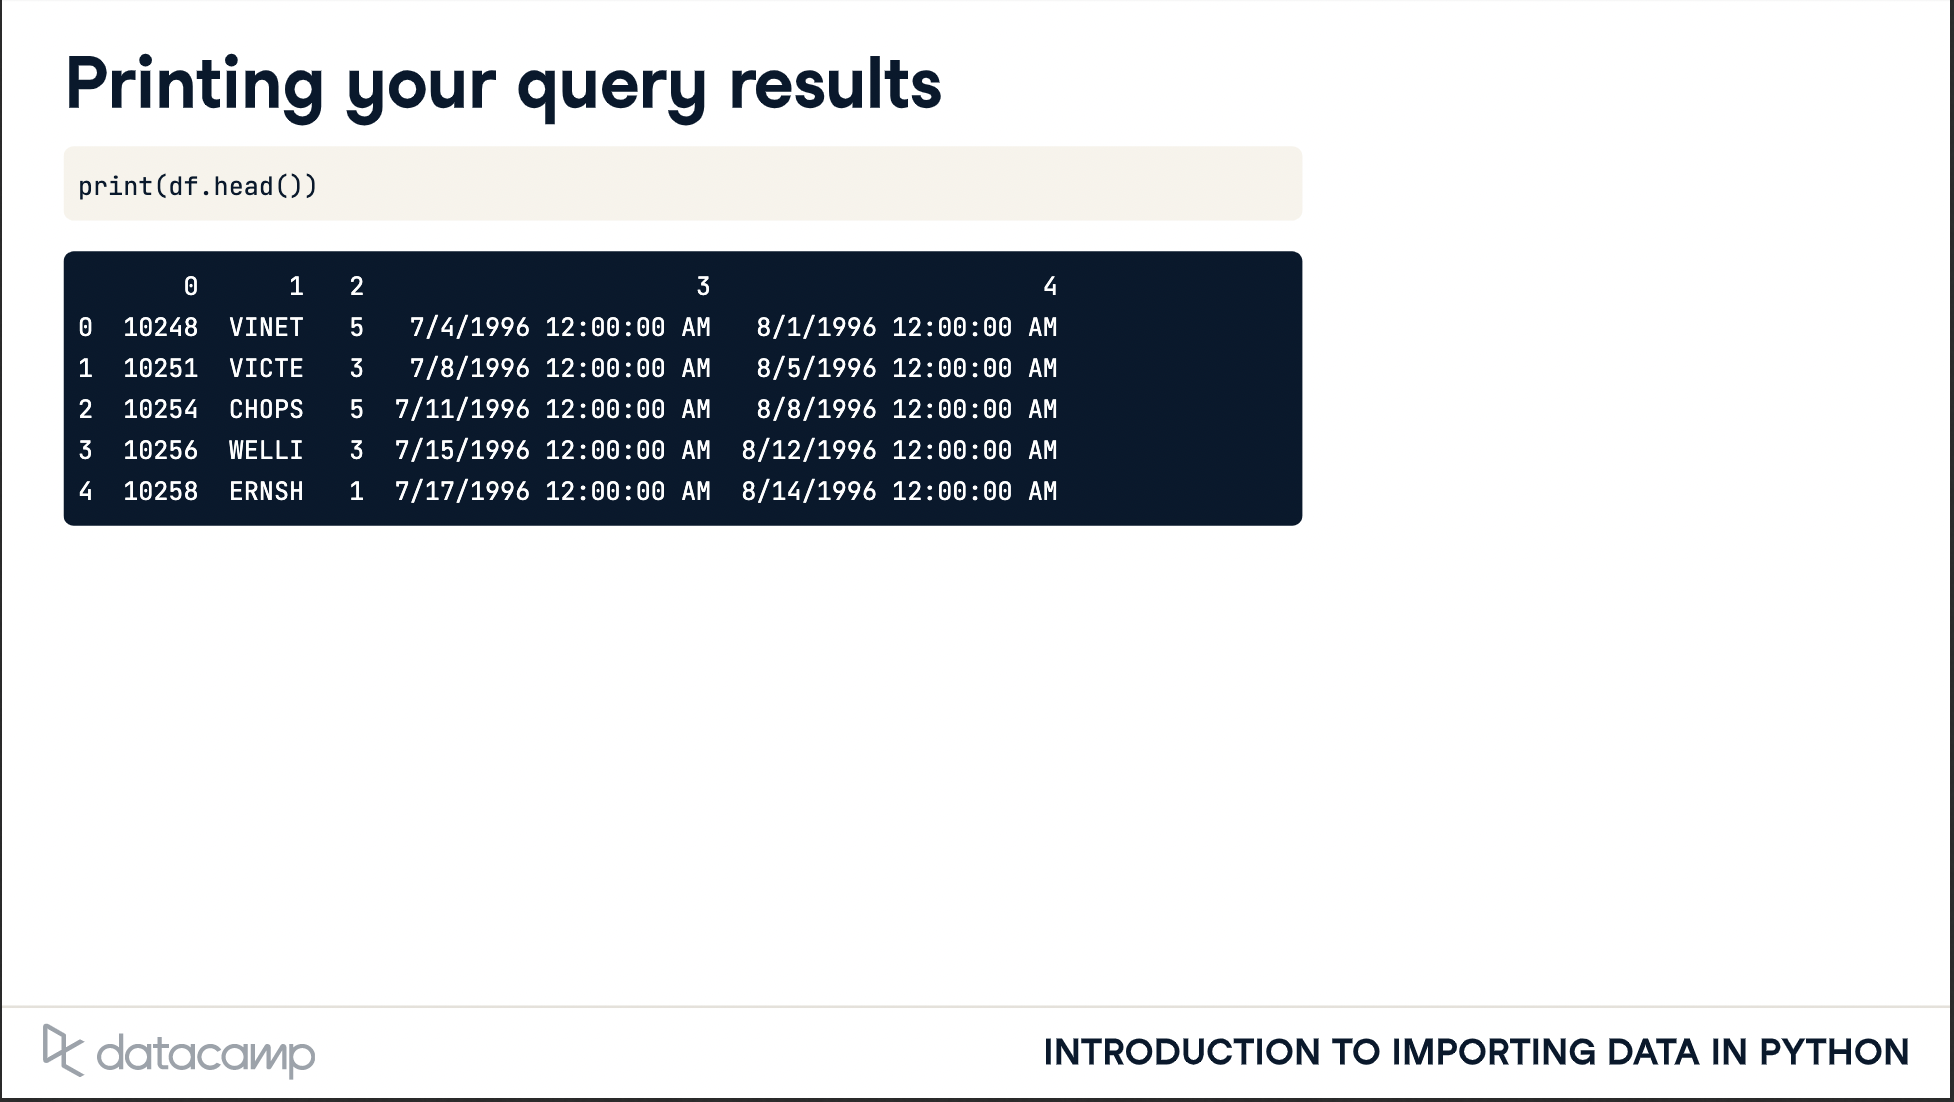 Printing your query results
print(df.head())
0 1 2 3 4
0 10248 VINET 5 7/4/1996 12:00:00 AM 8/1/1996 12:00:00 AM
1 10251 VICTE 3 7/8/1996 12:00:00 AM 8/5/1996 12:00:00 AM
2 10254 CHOPS 5 7/11/1996 12:00:00 AM 8/8/1996 12:00:00 AM
3 10256 WELLI 3 7/15/1996 12:00:00 AM 8/12/1996 12:00:00 AM
4 10258 ERNSH 1 7/17/1996 12:00:00 AM 8/14/1996 12:00:00 AM
datacamp
INTRODUCTION TO IMPORTING DATA IN PYTHON